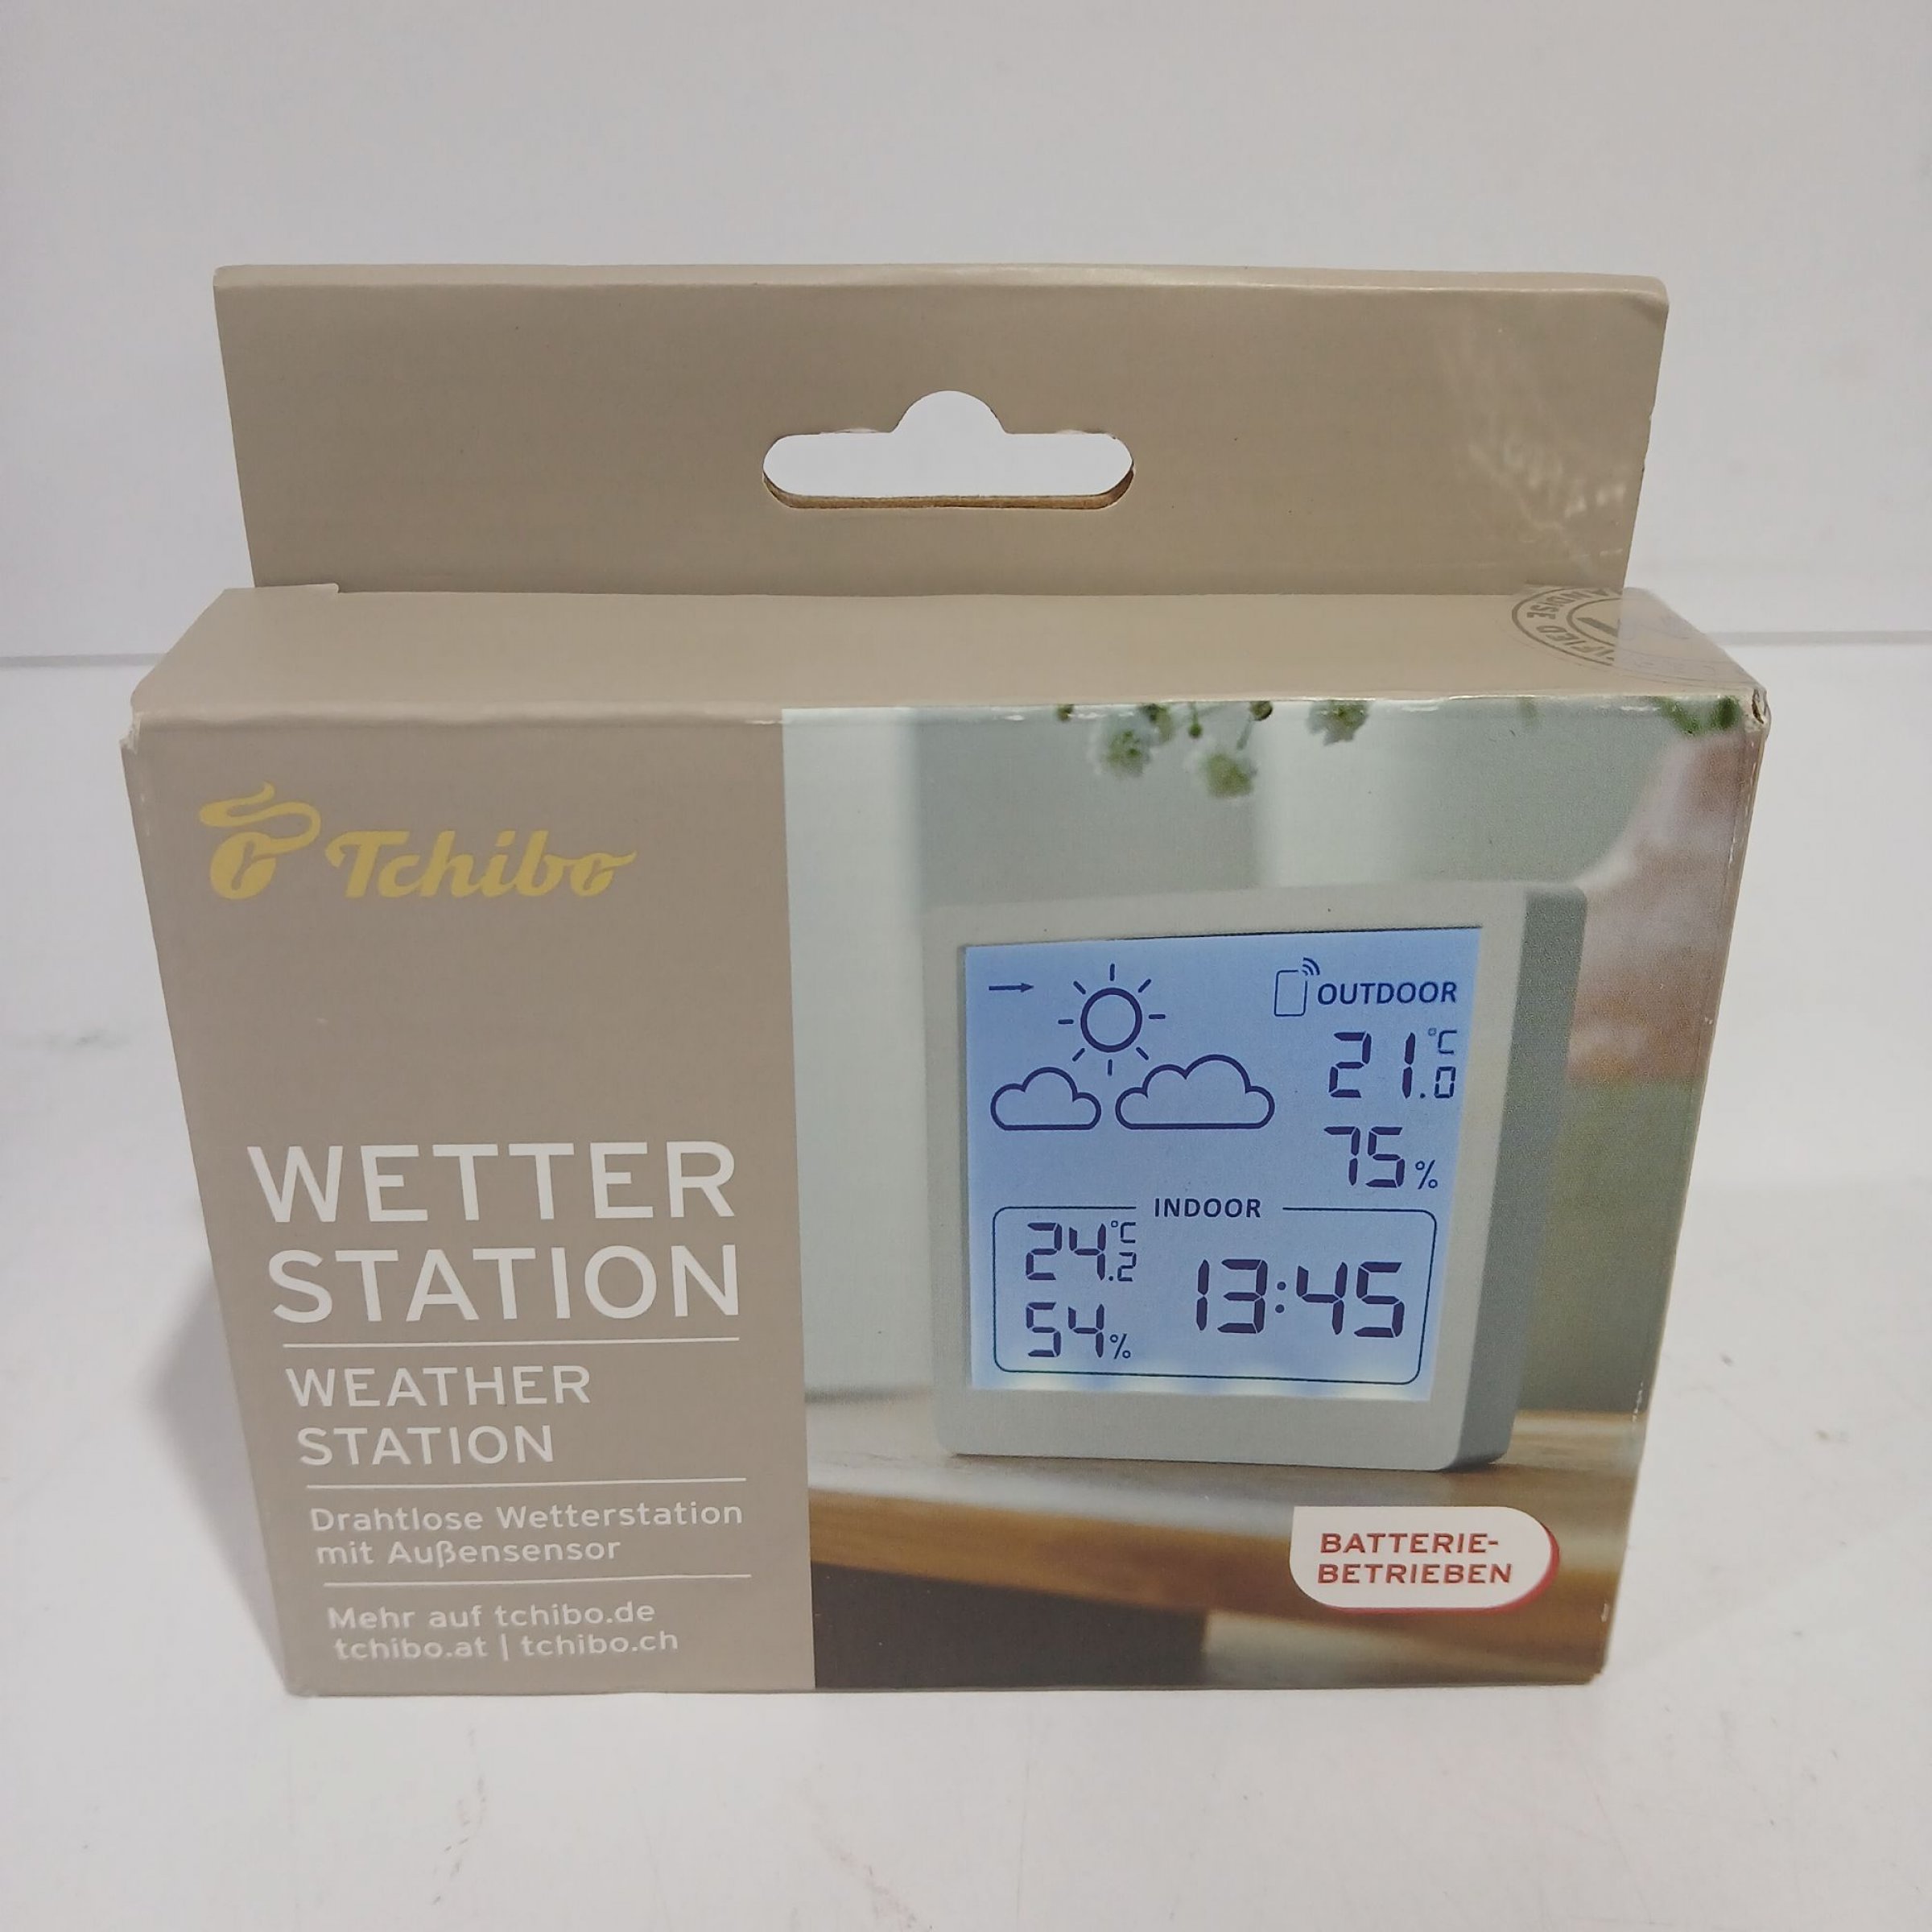 Tchibo
WETTER
STATION
WEATHER
STATION
Drahtlose Wetterstation
mit Außensensor
Mehr auf tchibo.de
tchibo.at | tchibo.ch
OUTDOOR
21.0 °C
75%
INDOOR
24.2 °C
13:45
54%
BATTERIE-
BETRIEBEN